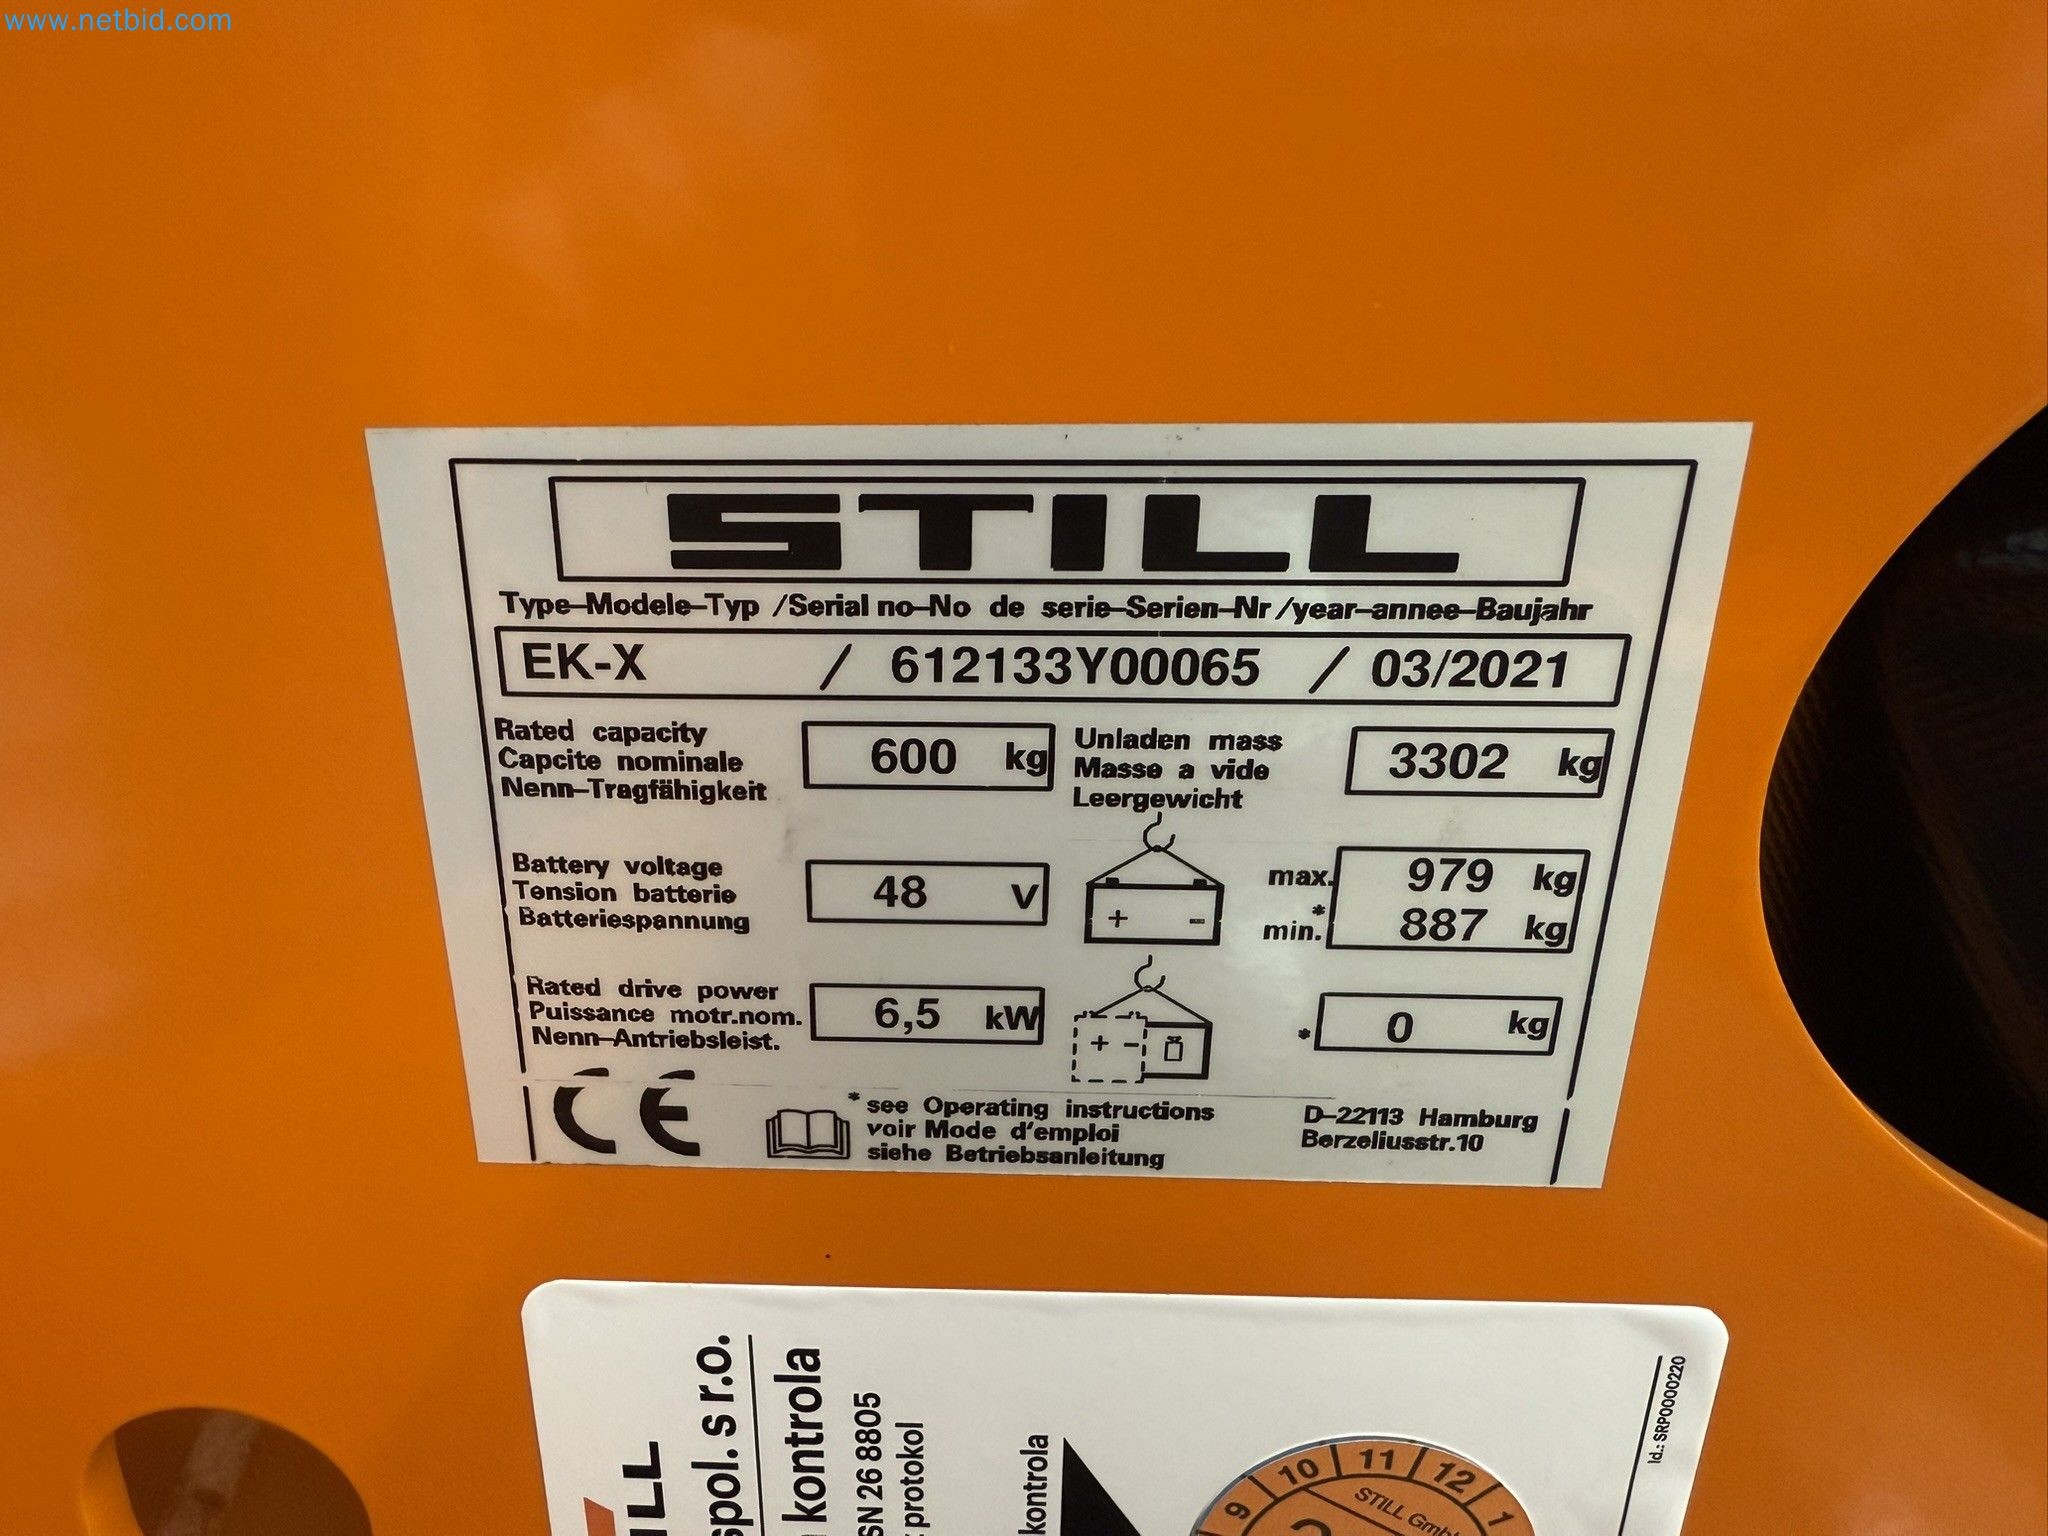 www.netbid.com
STILL
Type-Modele-Typ /Serial no-No de serie-Serien-Nr /year-annee-Baujahr
EK-X / 612133Y00065 / 03/2021
Rated capacity
Capcite nominale
Nenn-Tragfähigkeit
600 kg
Unladen mass
Masse a vide
Leergewicht
3302 kg
Battery voltage
Tension batterie
Batteriespannung
48 V
+ -
max. 979 kg
min.* 887 kg
Rated drive power
Puissance motr.nom.
Nenn-Antriebsleist.
6,5 kW
+ -
* 0 kg
CE
* see Operating instructions
voir Mode d'emploi
siehe Betriebsanleitung
D-22113 Hamburg
Berzeliusstr.10
spol. s r.o.
kontrola
SN 26 8805
protokol
kontrola
Id.: SRP0000220
9 10 11 12 1
STILL Gmb